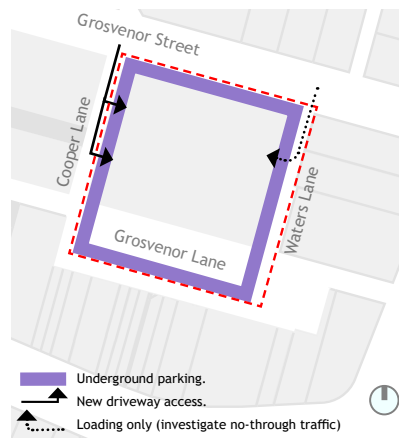 Grosvenor Street
Cooper Lane
Waters Lane
Grosvenor Lane
Underground parking.
New driveway access.
Loading only (investigate no-through traffic)